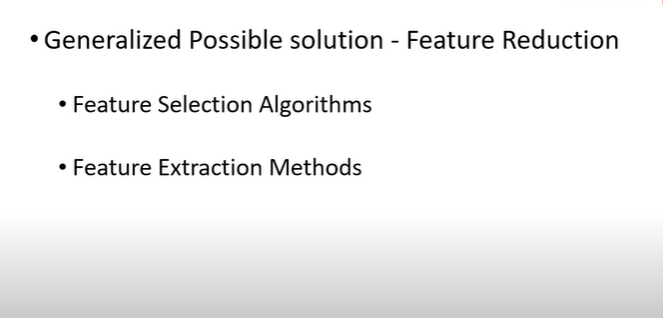 • Generalized Possible solution - Feature Reduction
• Feature Selection Algorithms
• Feature Extraction Methods